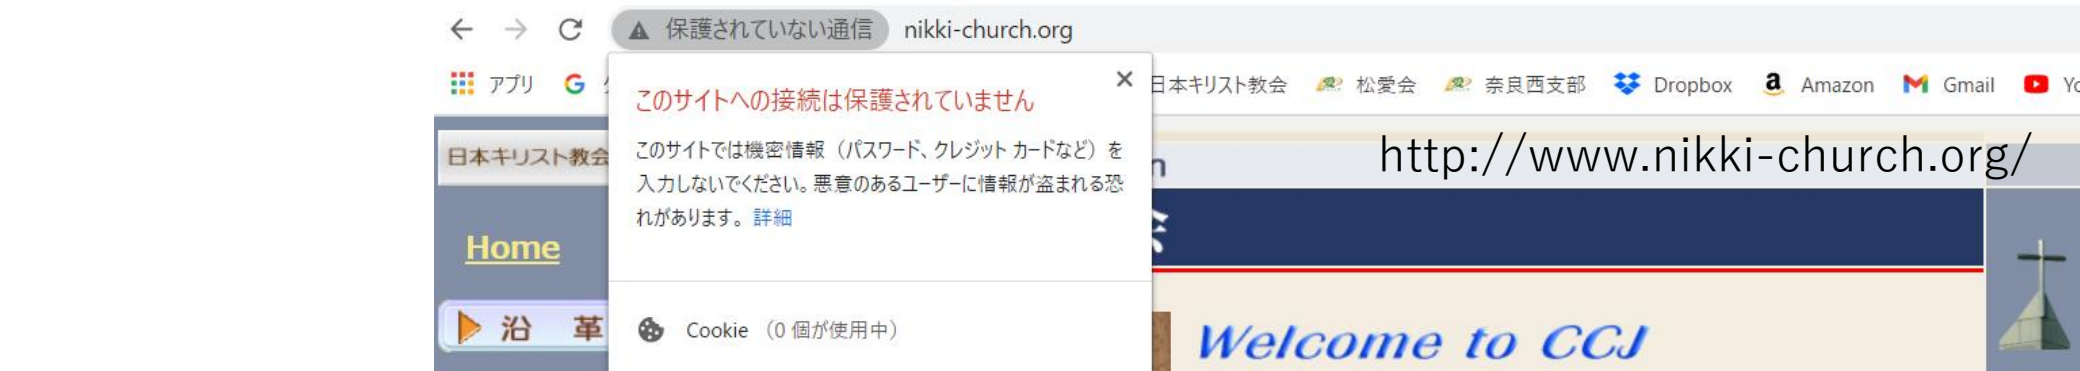 保護されていない通信 nikki-church.org
アプリ
日本キリスト教会 松愛会 奈良西支部 Dropbox Amazon Gmail
このサイトへの接続は保護されていません
このサイトでは機密情報（パスワード、クレジット カードなど）を
入力しないでください。悪意のあるユーザーに情報が盗まれる恐
れがあります。詳細
Cookie （0 個が使用中）
日本キリスト教会
http://www.nikki-church.org/
Home
沿 革
Welcome to CCJ